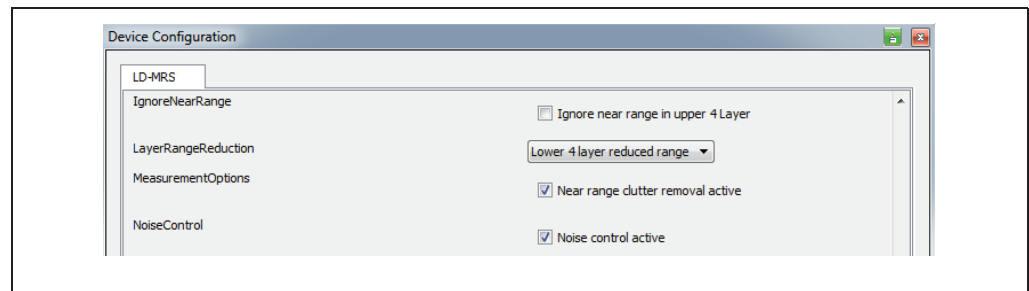 Device Configuration
LD-MRS
IgnoreNearRange
Ignore near range in upper 4 Layer
LayerRangeReduction
Lower 4 layer reduced range
MeasurementOptions
Near range clutter removal active
NoiseControl
Noise control active